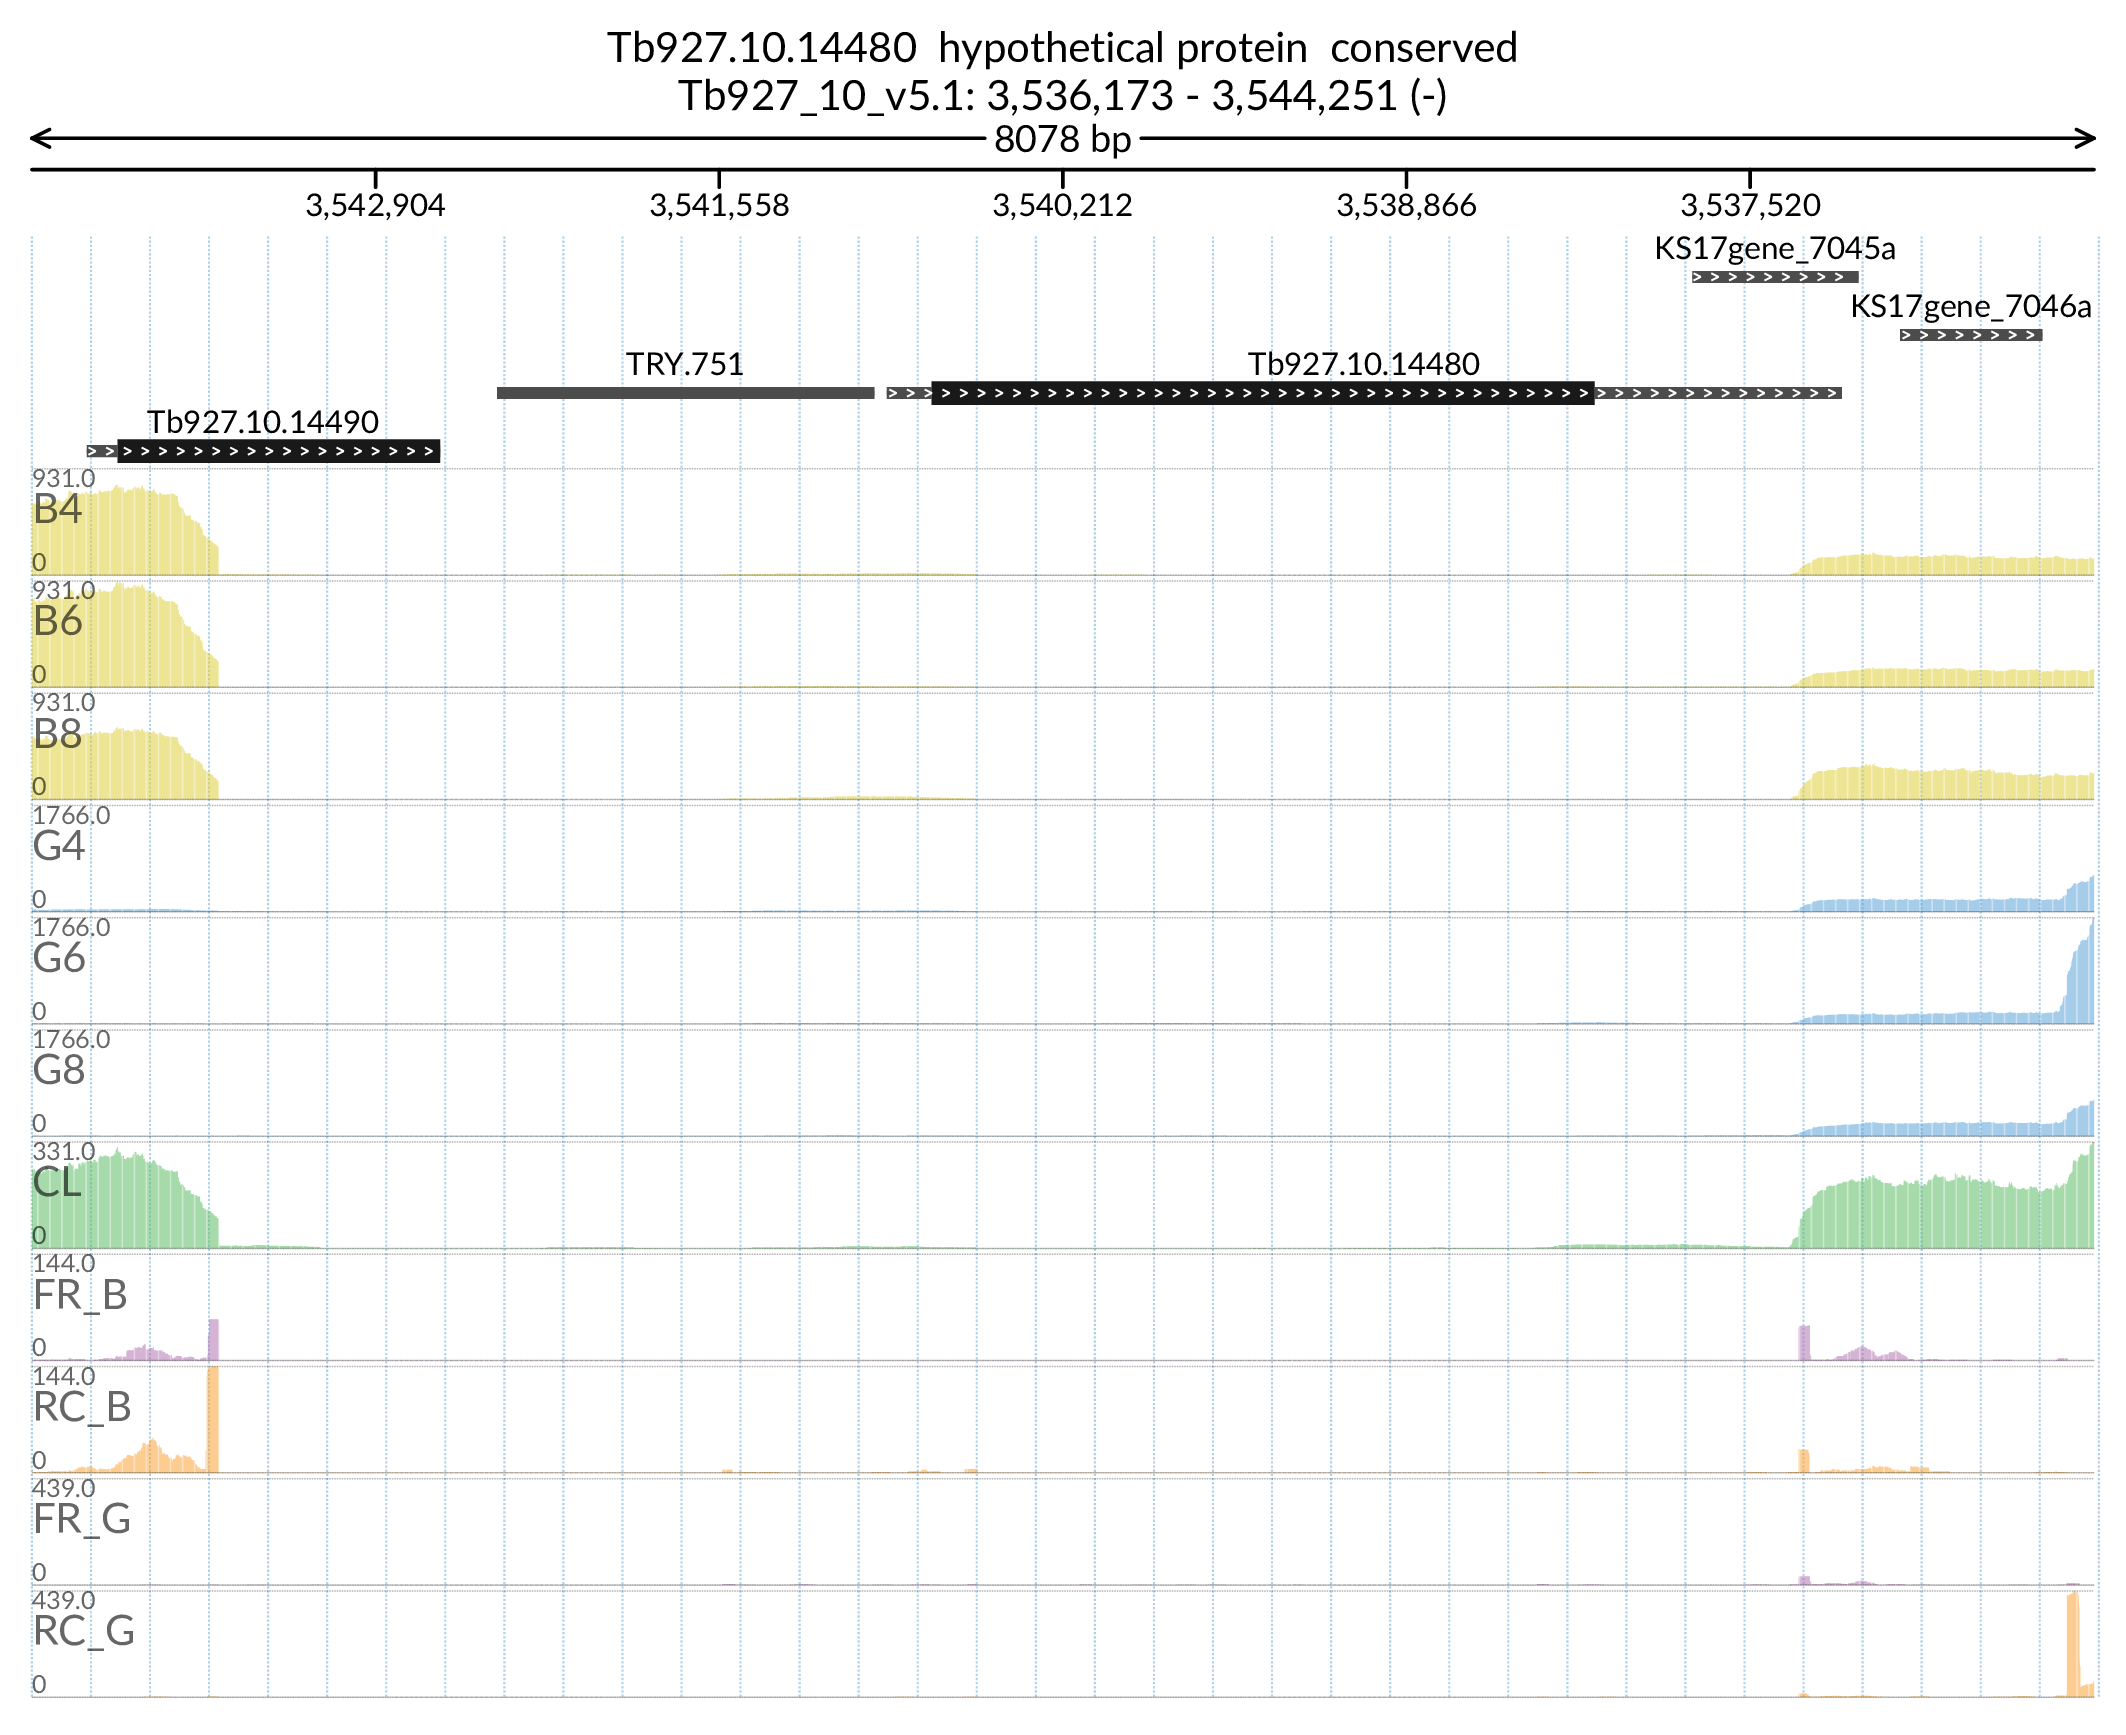 Tb927.10.14480 hypothetical protein conserved
Tb927_10_v5.1: 3,536,173 - 3,544,251 (-)
8078 bp
3,542,904 3,541,558 3,540,212 3,538,866 3,537,520
KS17gene_7045a
KS17gene_7046a
TRY.751 Tb927.10.14480
Tb927.10.14490
931.0
B4
0
931.0
B6
0
931.0
B8
0
1766.0
G4
0
1766.0
G6
0
1766.0
G8
0
331.0
CL
0
144.0
FR_B
0
144.0
RC_B
0
439.0
FR_G
0
439.0
RC_G
0